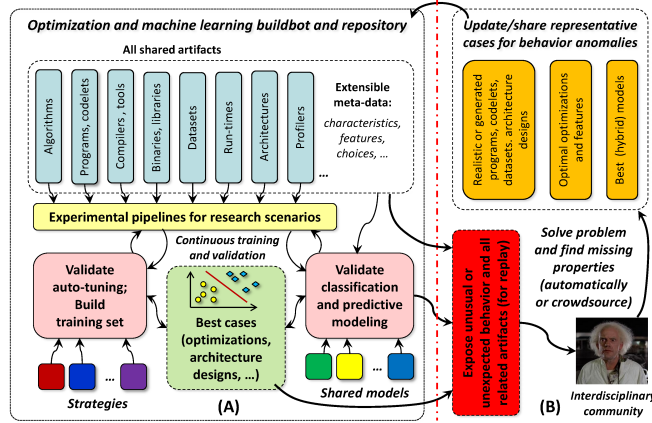 Optimization and machine learning buildbot and repository
All shared artifacts
Algorithms
Programs, codelets
Compilers , tools
Binaries, libraries
Datasets
Run-times
Architectures
Profilers
...
Extensible
meta-data:
characteristics,
features,
choices, ...
Experimental pipelines for research scenarios
Continuous training
and validation
Validate
auto-tuning;
Build
training set
Best cases
(optimizations,
architecture
designs, ...)
Validate
classification
and predictive
modeling
...
Strategies
(A)
...
Shared models
Update/share representative
cases for behavior anomalies
Realistic or generated
programs, codelets,
datasets. architecture
designs
Optimal optimizations
and features
Best (hybrid) models
Solve problem
and find missing
properties
(automatically
or crowdsource)
Expose unusual or
unexpected behavior and all
related artifacts (for replay)
(B)
Interdisciplinary
community